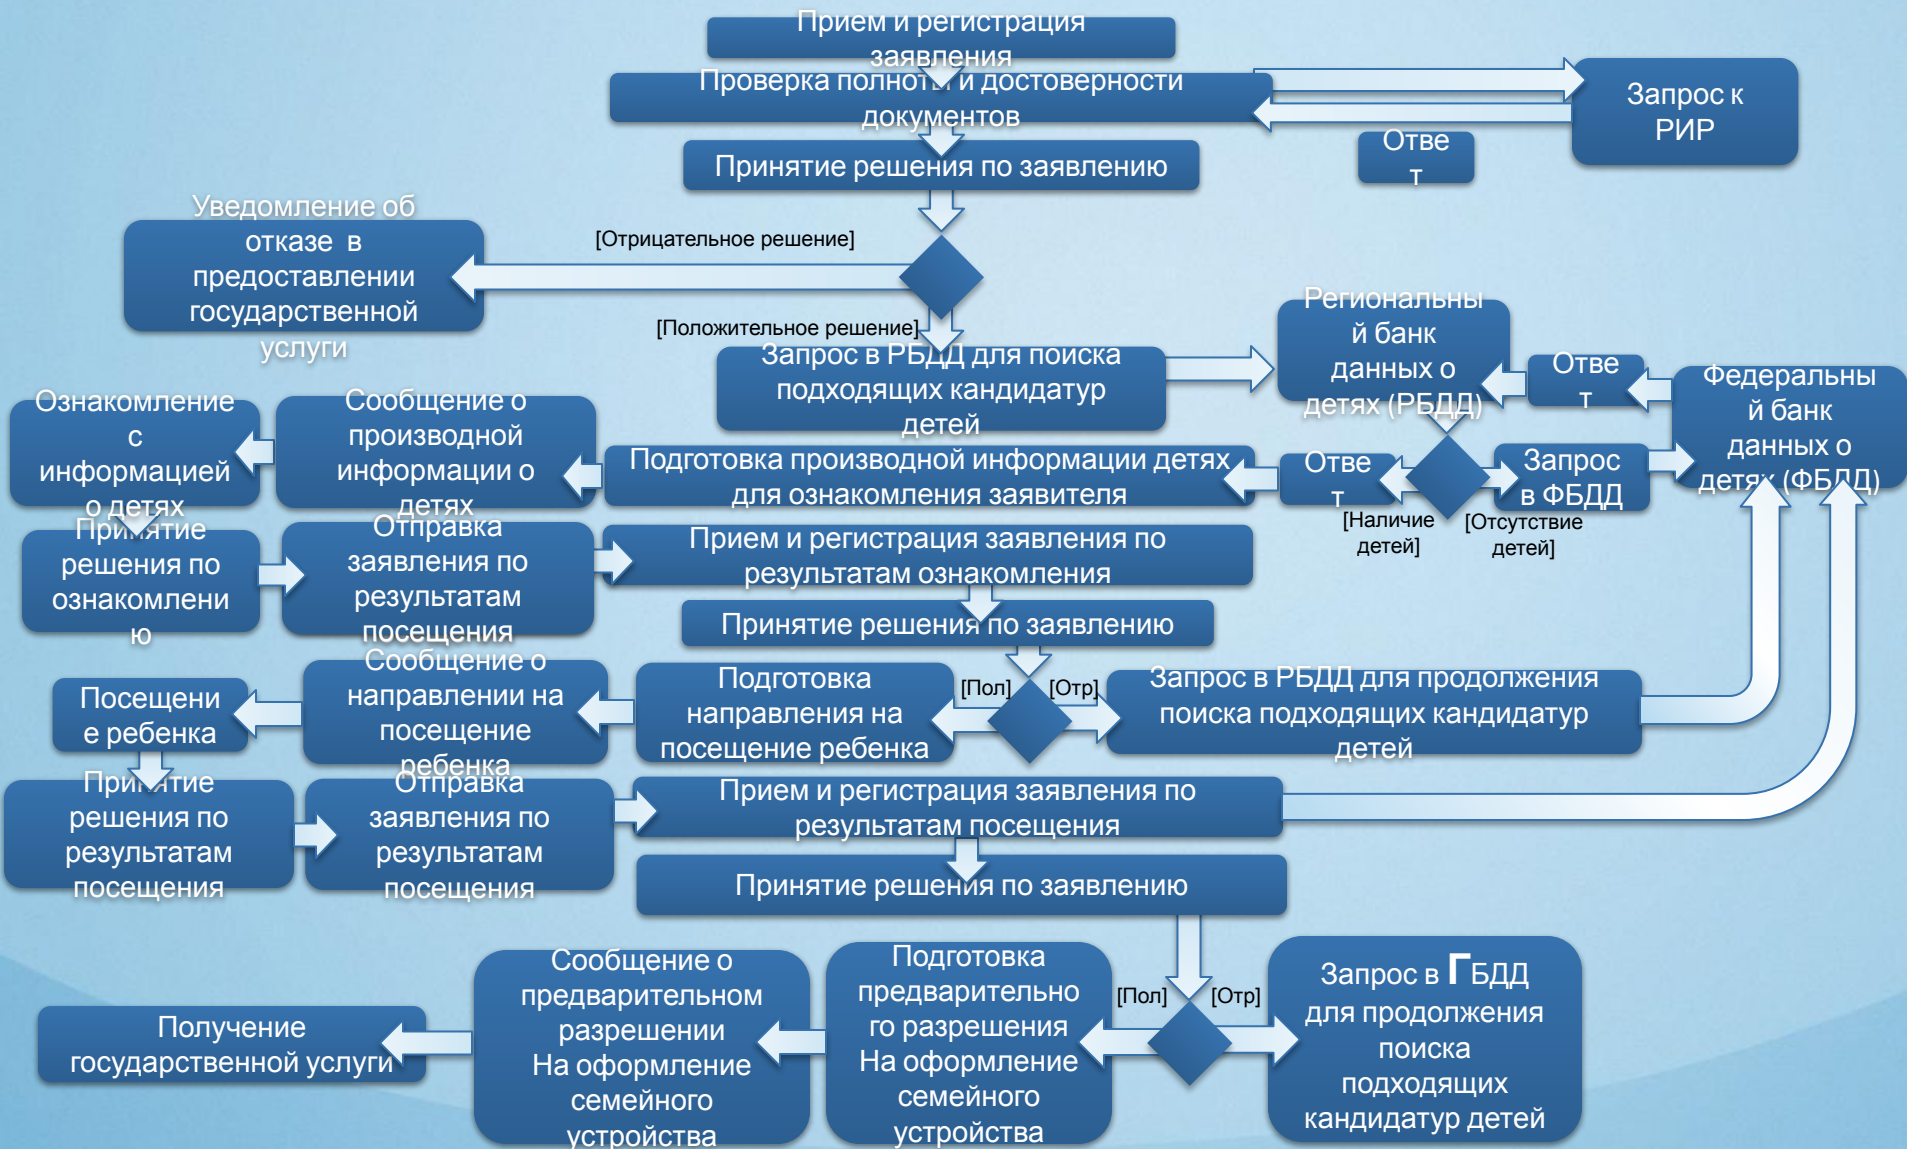 Прием и регистрация
заявления
Проверка полноты и достоверности
документов
Запрос к
РИР
Отве
т
Принятие решения по заявлению
Уведомление об
отказе в
предоставлении
государственной
услуги
[Отрицательное решение]
[Положительное решение]
Запрос в РБДД для поиска
подходящих кандидатур
детей
Региональны
й банк
данных о
детях (РБДД)
Отве
т
Федеральны
й банк
данных о
детях (ФБДД)
Ознакомление
с
информацией
о детях
Сообщение о
производной
информации о
детях
Подготовка производной информации детях
для ознакомления заявителя
Отве
т
Запрос
в ФБДД
[Наличие
детей]
[Отсутствие
детей]
Принятие
решения по
ознакомлени
ю
Отправка
заявления по
результатам
посещения
Прием и регистрация заявления по
результатам ознакомления
Принятие решения по заявлению
Посещени
е ребенка
Сообщение о
направлении на
посещение
ребенка
Подготовка
направления на
посещение ребенка
[Пол]
[Отр]
Запрос в РБДД для продолжения
поиска подходящих кандидатур
детей
Принятие
решения по
результатам
посещения
Отправка
заявления по
результатам
посещения
Прием и регистрация заявления по
результатам посещения
Принятие решения по заявлению
Получение
государственной услуги
Сообщение о
предварительном
разрешении
На оформление
семейного
устройства
Подготовка
предварительно
го разрешения
На оформление
семейного
устройства
[Пол]
[Отр]
Запрос в ГБДД
для продолжения
поиска
подходящих
кандидатур детей